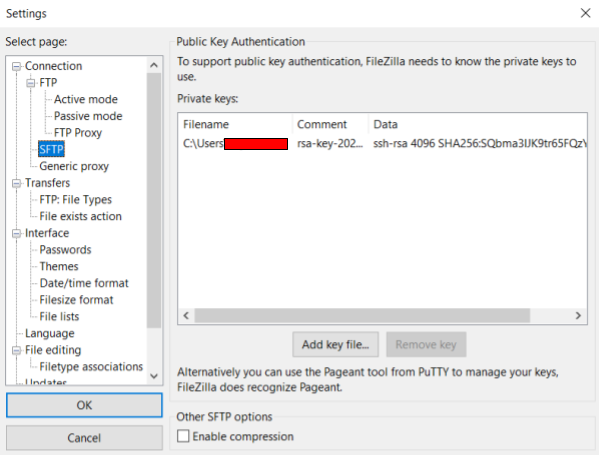 Settings
Select page:
Connection
FTP
Active mode
Passive mode
FTP Proxy
SFTP
Generic proxy
Transfers
FTP: File Types
File exists action
Interface
Passwords
Themes
Date/time format
Filesize format
File lists
Language
File editing
Filetype associations
Updates
OK
Cancel
Public Key Authentication
To support public key authentication, FileZilla needs to know the private keys to
use.
Private keys:
Filename Comment Data
C:\Users rsa-key-202... ssh-rsa 4096 SHA256:SQbma3IJK9tr65FQzY
Add key file... Remove key
Alternatively you can use the Pageant tool from PuTTY to manage your keys,
FileZilla does recognize Pageant.
Other SFTP options
Enable compression